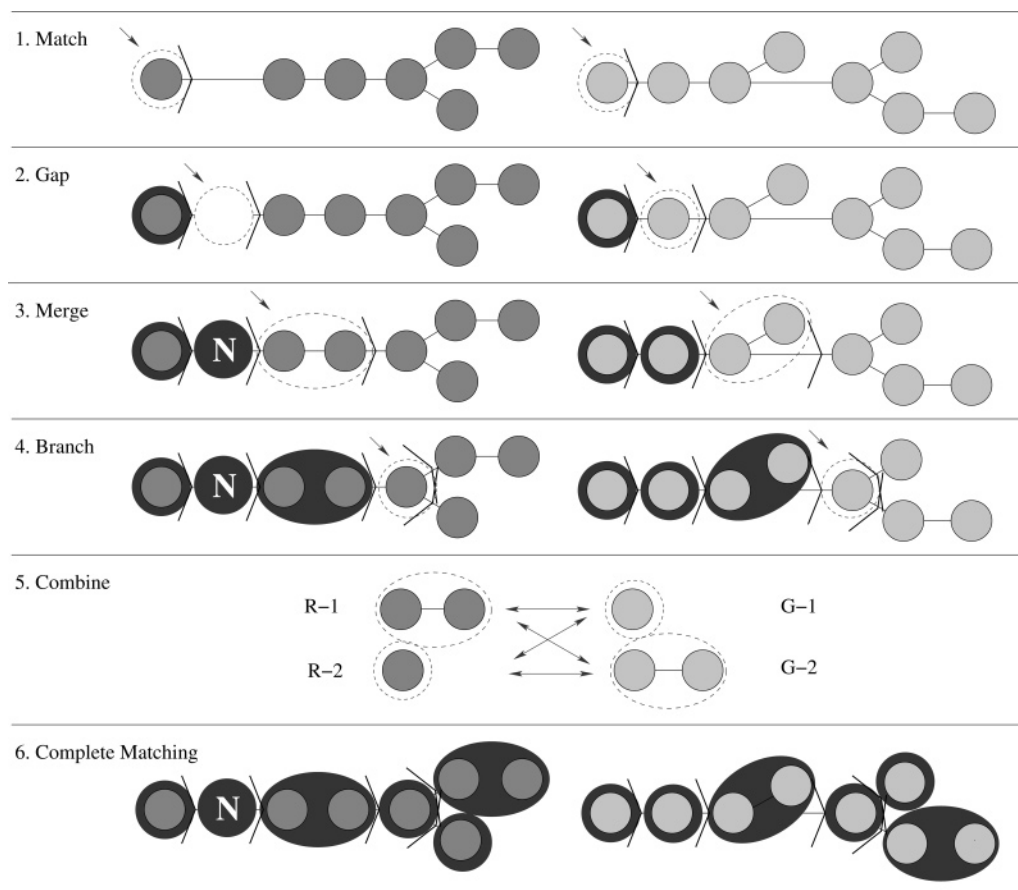 1. Match
2. Gap
3. Merge
N
4. Branch
N
5. Combine
R−1
G−1
R−2
G−2
6. Complete Matching
N